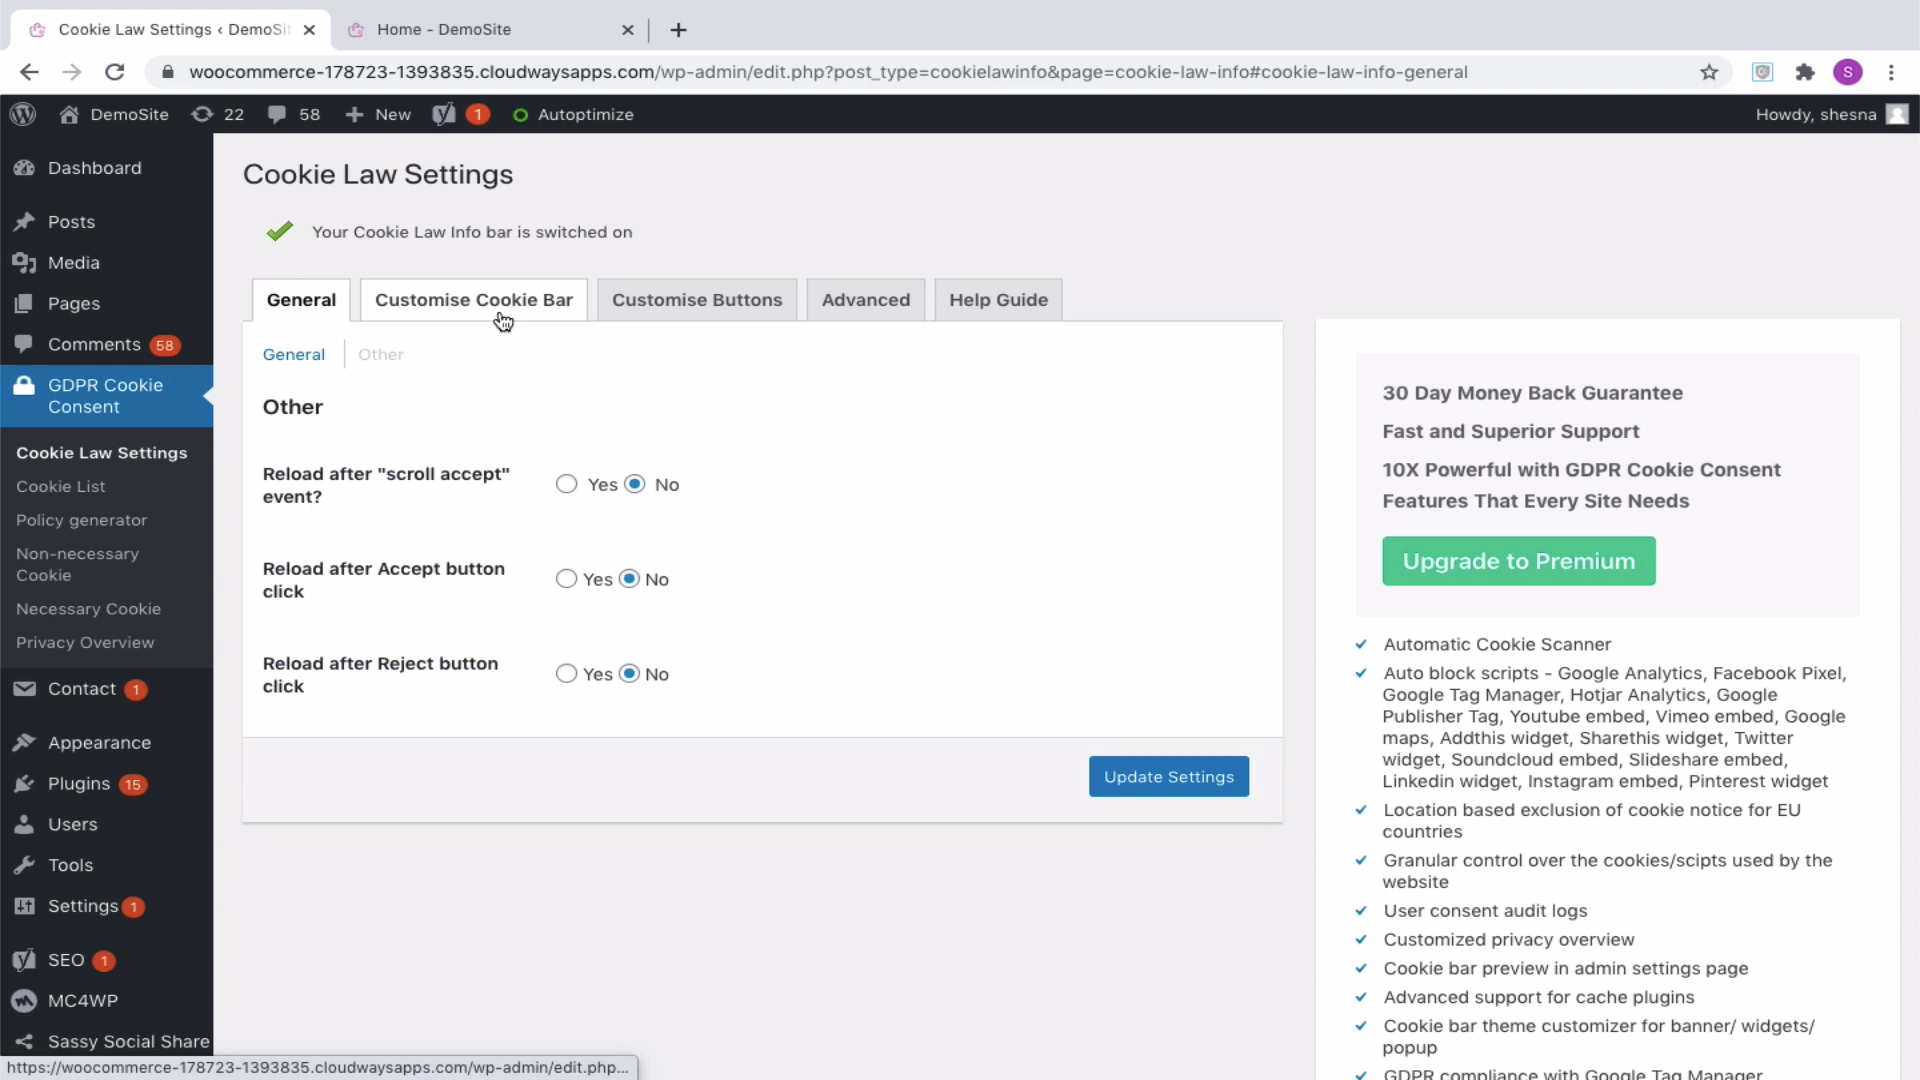 Cookie Law Settings ‹ DemoSit
Home - DemoSite
woocommerce-178723-1393835.cloudwaysapps.com/wp-admin/edit.php?post_type=cookielawinfo&page=cookie-law-info#cookie-law-info-general
S
DemoSite
22
58
New
1
Autoptimize
Howdy, shesna
Dashboard
Posts
Media
Pages
Comments 58
GDPR Cookie
Consent
Cookie Law Settings
Cookie List
Policy generator
Non-necessary
Cookie
Necessary Cookie
Privacy Overview
Contact 1
Appearance
Plugins 15
Users
Tools
Settings 1
SEO 1
MC4WP
Sassy Social Share
Cookie Law Settings
Your Cookie Law Info bar is switched on
General
Customise Cookie Bar
Customise Buttons
Advanced
Help Guide
General
Other
Other
Reload after "scroll accept"
event?
Yes
No
Reload after Accept button
click
Yes
No
Reload after Reject button
click
Yes
No
Update Settings
30 Day Money Back Guarantee
Fast and Superior Support
10X Powerful with GDPR Cookie Consent
Features That Every Site Needs
Upgrade to Premium
Automatic Cookie Scanner
Auto block scripts - Google Analytics, Facebook Pixel,
Google Tag Manager, Hotjar Analytics, Google
Publisher Tag, Youtube embed, Vimeo embed, Google
maps, Addthis widget, Sharethis widget, Twitter
widget, Soundcloud embed, Slideshare embed,
Linkedin widget, Instagram embed, Pinterest widget
Location based exclusion of cookie notice for EU
countries
Granular control over the cookies/scipts used by the
website
User consent audit logs
Customized privacy overview
Cookie bar preview in admin settings page
Advanced support for cache plugins
Cookie bar theme customizer for banner/ widgets/
popup
GDPR compliance with Google Tag Manager
https://woocommerce-178723-1393835.cloudwaysapps.com/wp-admin/edit.php...